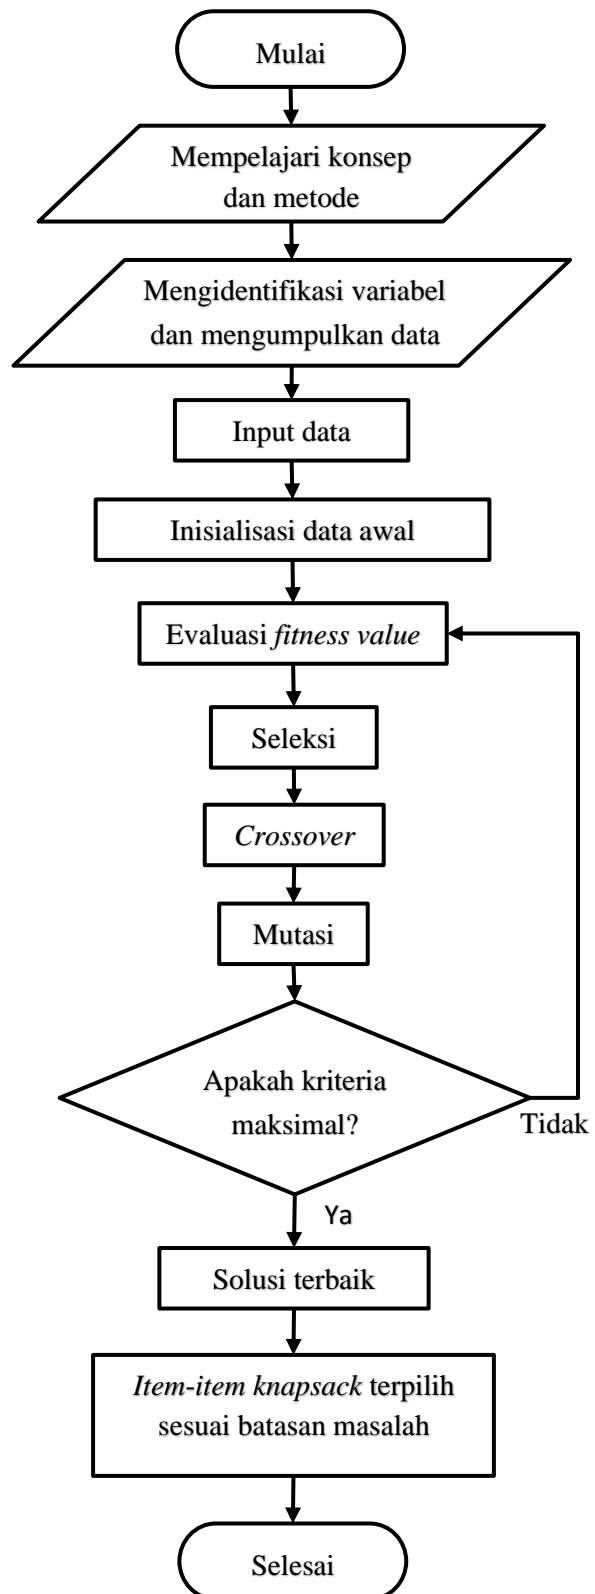 Mulai
Mempelajari konsep
dan metode
Mengidentifikasi variabel
dan mengumpulkan data
Input data
Inisialisasi data awal
Evaluasi fitness value
Seleksi
Crossover
Mutasi
Apakah kriteria
maksimal?
Tidak
Ya
Solusi terbaik
Item-item knapsack terpilih
sesuai batasan masalah
Selesai